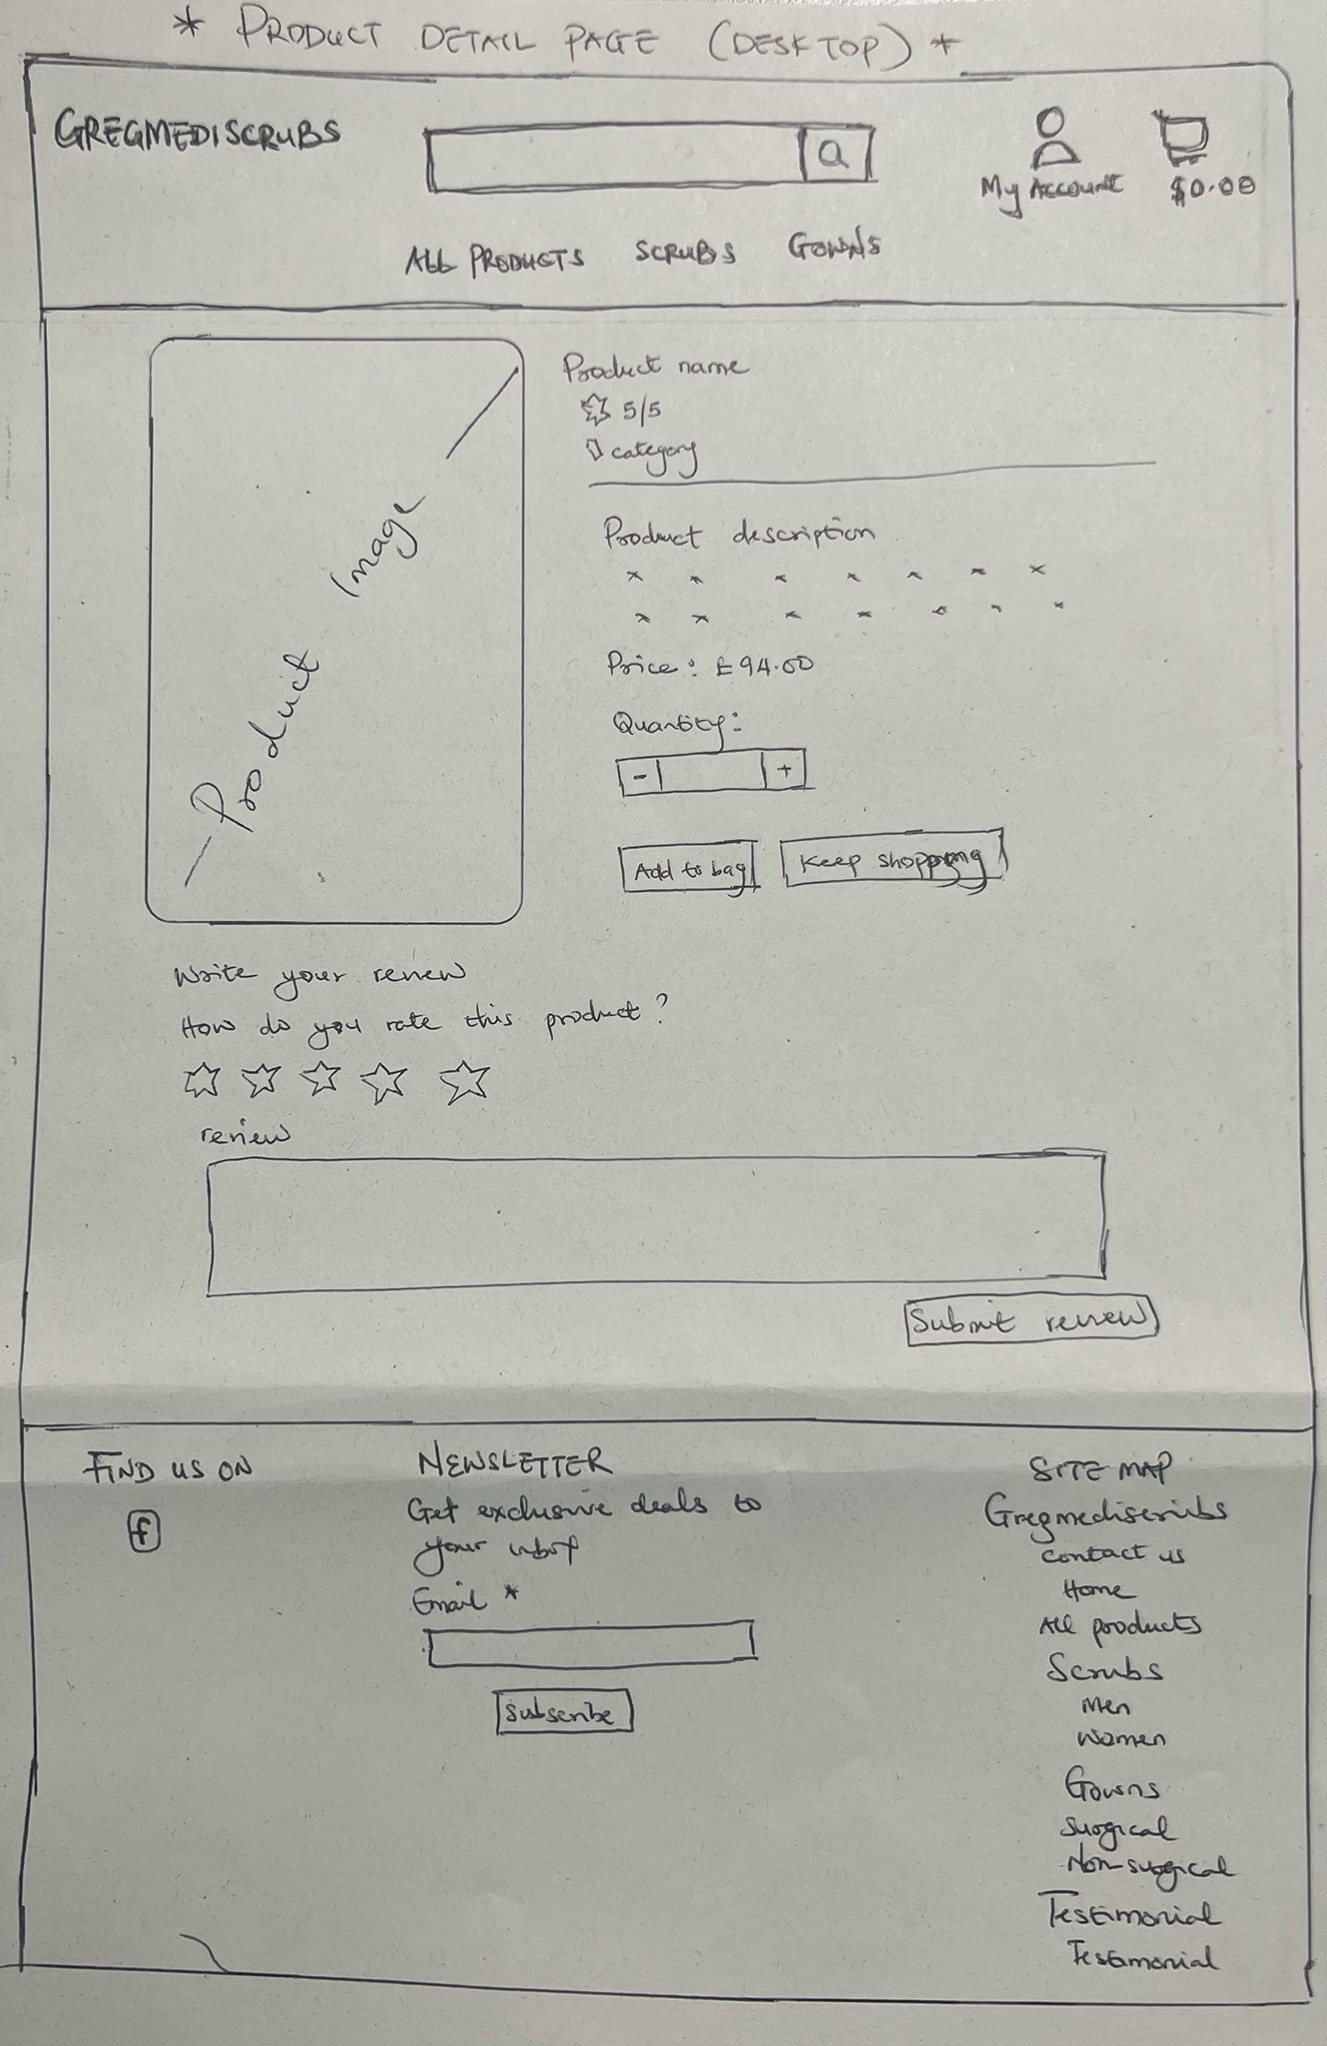 * PRODUCT DETAIL PAGE (DESKTOP) *
GREGMEDISCRUBS
My Account $0.00
ALL PRODUCTS SCRUBS GOWNS
Product name
5/5
category
Product Image
Product description
Price: £94.00
Quantity:
- +
Add to bag Keep shopping
Write your review
How do you rate this product?
review
Submit review
FIND US ON
f
NEWSLETTER
Get exclusive deals to
your inbox
Email *
Subscribe
SITE MAP
Gregmediscrubs
contact us
Home
All products
Scrubs
Men
Women
Gowns
Surgical
Non-surgical
Testimonial
Testimonial